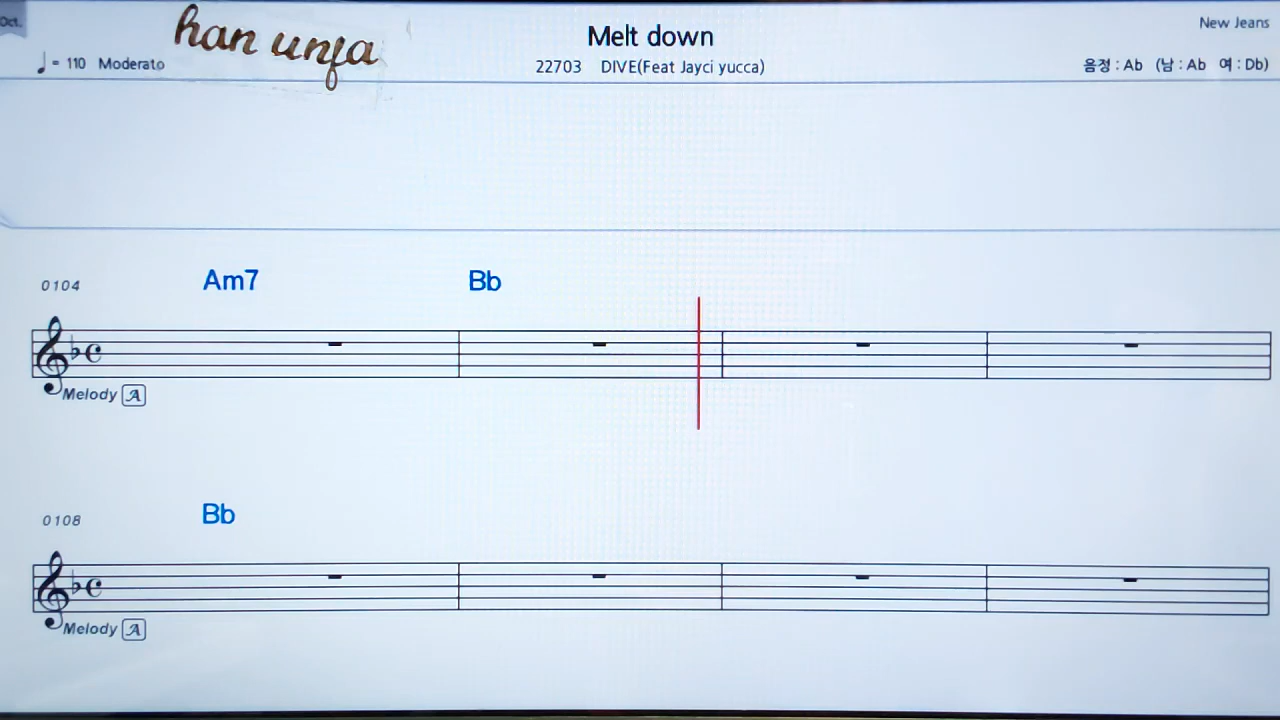 Oct.
han unfa
Melt down
New Jeans
= 110 Moderato
22703 DIVE(Feat Jayci yucca)
음정 : Ab (남 : Ab 여 : Db)
0104
Am7
Bb
Melody A
0108
Bb
Melody A